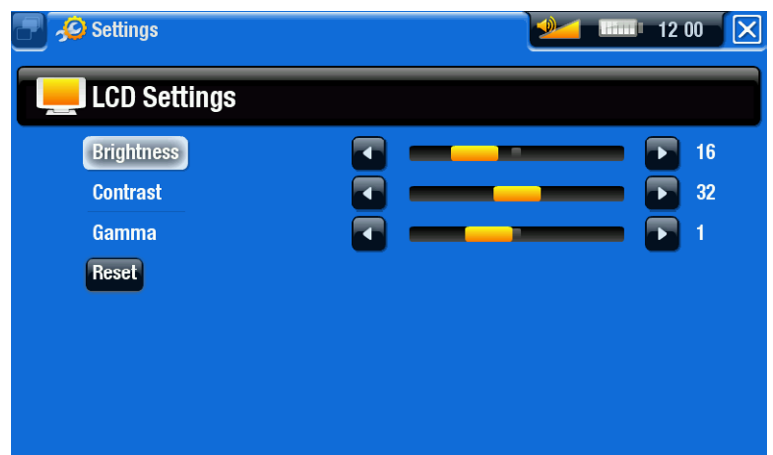 Settings 12 00
LCD Settings
Brightness 16
Contrast 32
Gamma 1
Reset